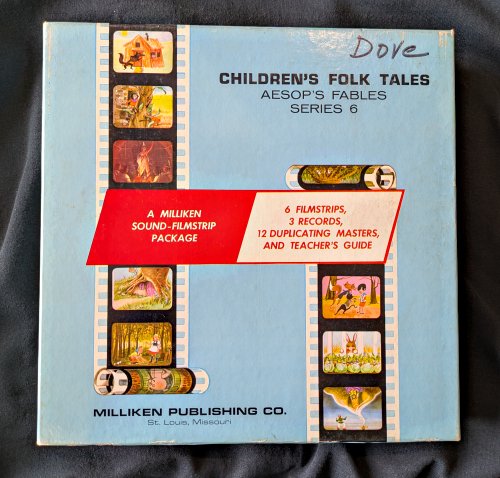 Dove
CHILDREN'S FOLK TALES
AESOP'S FABLES
SERIES 6
A MILLIKEN
SOUND-FILMSTRIP
PACKAGE
6 FILMSTRIPS,
3 RECORDS,
12 DUPLICATING MASTERS,
AND TEACHER'S GUIDE
MILLIKEN PUBLISHING CO.
St. Louis, Missouri